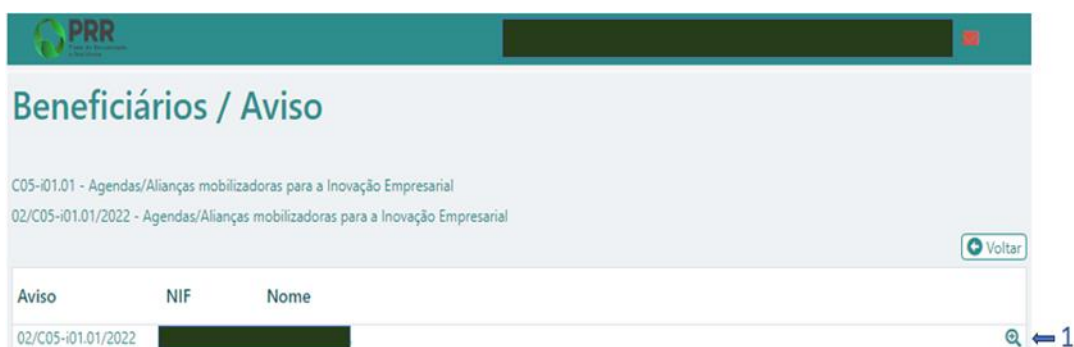 PRR
Beneficiários / Aviso
C05-i01.01 - Agendas/Alianças mobilizadoras para a Inovação Empresarial
02/C05-i01.01/2022 - Agendas/Alianças mobilizadoras para a Inovação Empresarial
Voltar
Aviso NIF Nome
02/C05-i01.01/2022
1